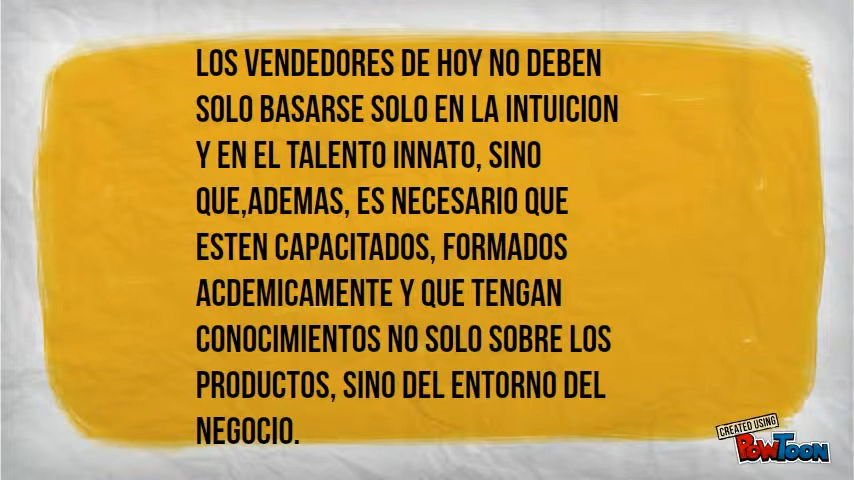 LOS VENDEDORES DE HOY NO DEBEN
SOLO BASARSE SOLO EN LA INTUICION
Y EN EL TALENTO INNATO, SINO
QUE,ADEMAS, ES NECESARIO QUE
ESTEN CAPACITADOS, FORMADOS
ACDEMICAMENTE Y QUE TENGAN
CONOCIMIENTOS NO SOLO SOBRE LOS
PRODUCTOS, SINO DEL ENTORNO DEL
NEGOCIO.
CREATED USING
POWTOON